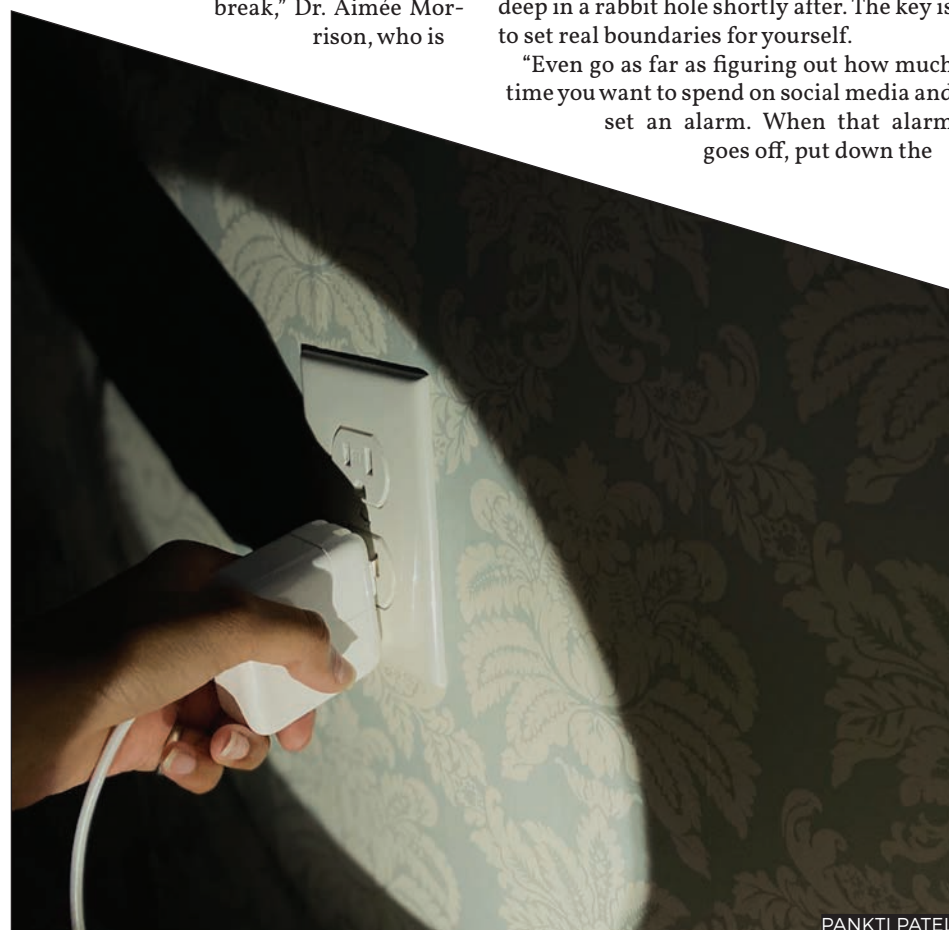 break,” Dr. Aimée Mor-
rison, who is
deep in a rabbit hole shortly after. The key is
to set real boundaries for yourself.
“Even go as far as figuring out how much
time you want to spend on social media and
set an alarm. When that alarm
goes off, put down the
PANKTI PATEL